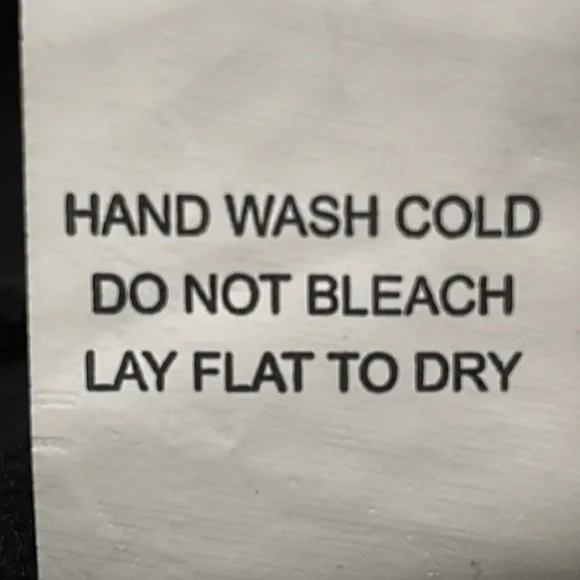 HAND WASH COLD
DO NOT BLEACH
LAY FLAT TO DRY